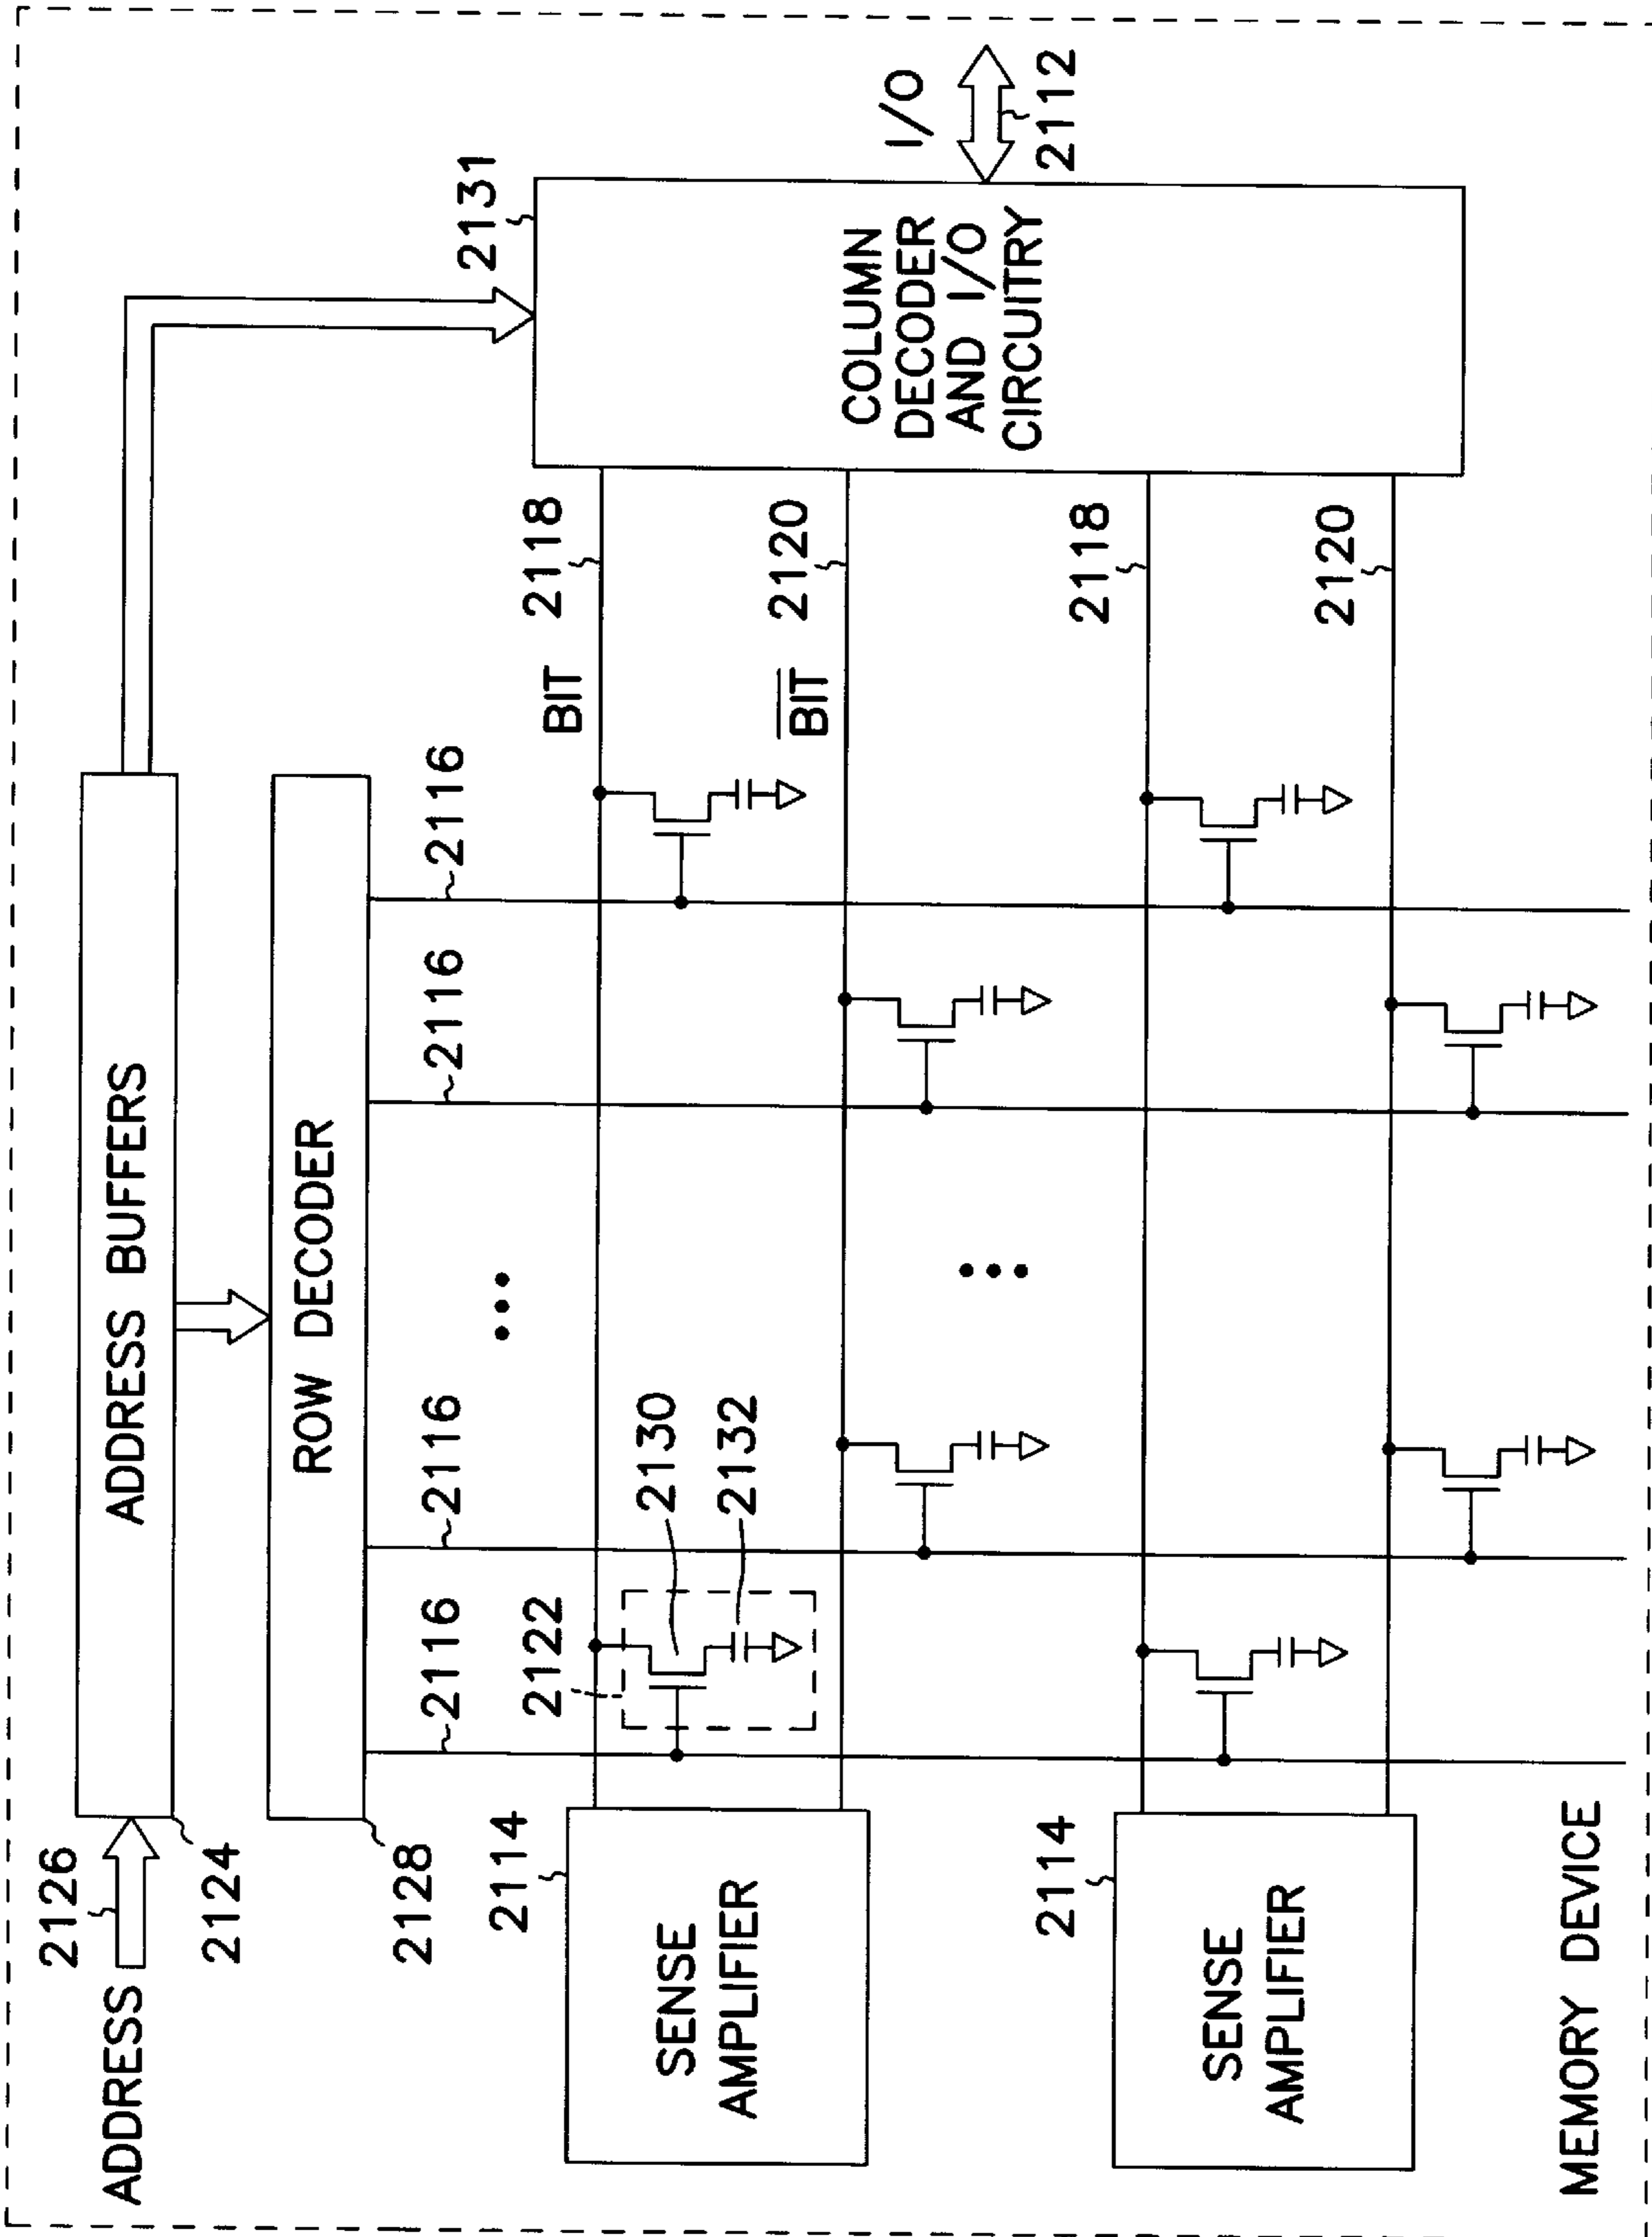 ADDRESS
2126
2124
ADDRESS BUFFERS
2128
ROW DECODER
2116
2116
2116
2116
2131
2114
SENSE
AMPLIFIER
2122
2130
2132
BIT
2118
BIT
2120
COLUMN
DECODER
AND I/O
CIRCUITRY
I/O
2112
2114
SENSE
AMPLIFIER
2118
2120
MEMORY DEVICE